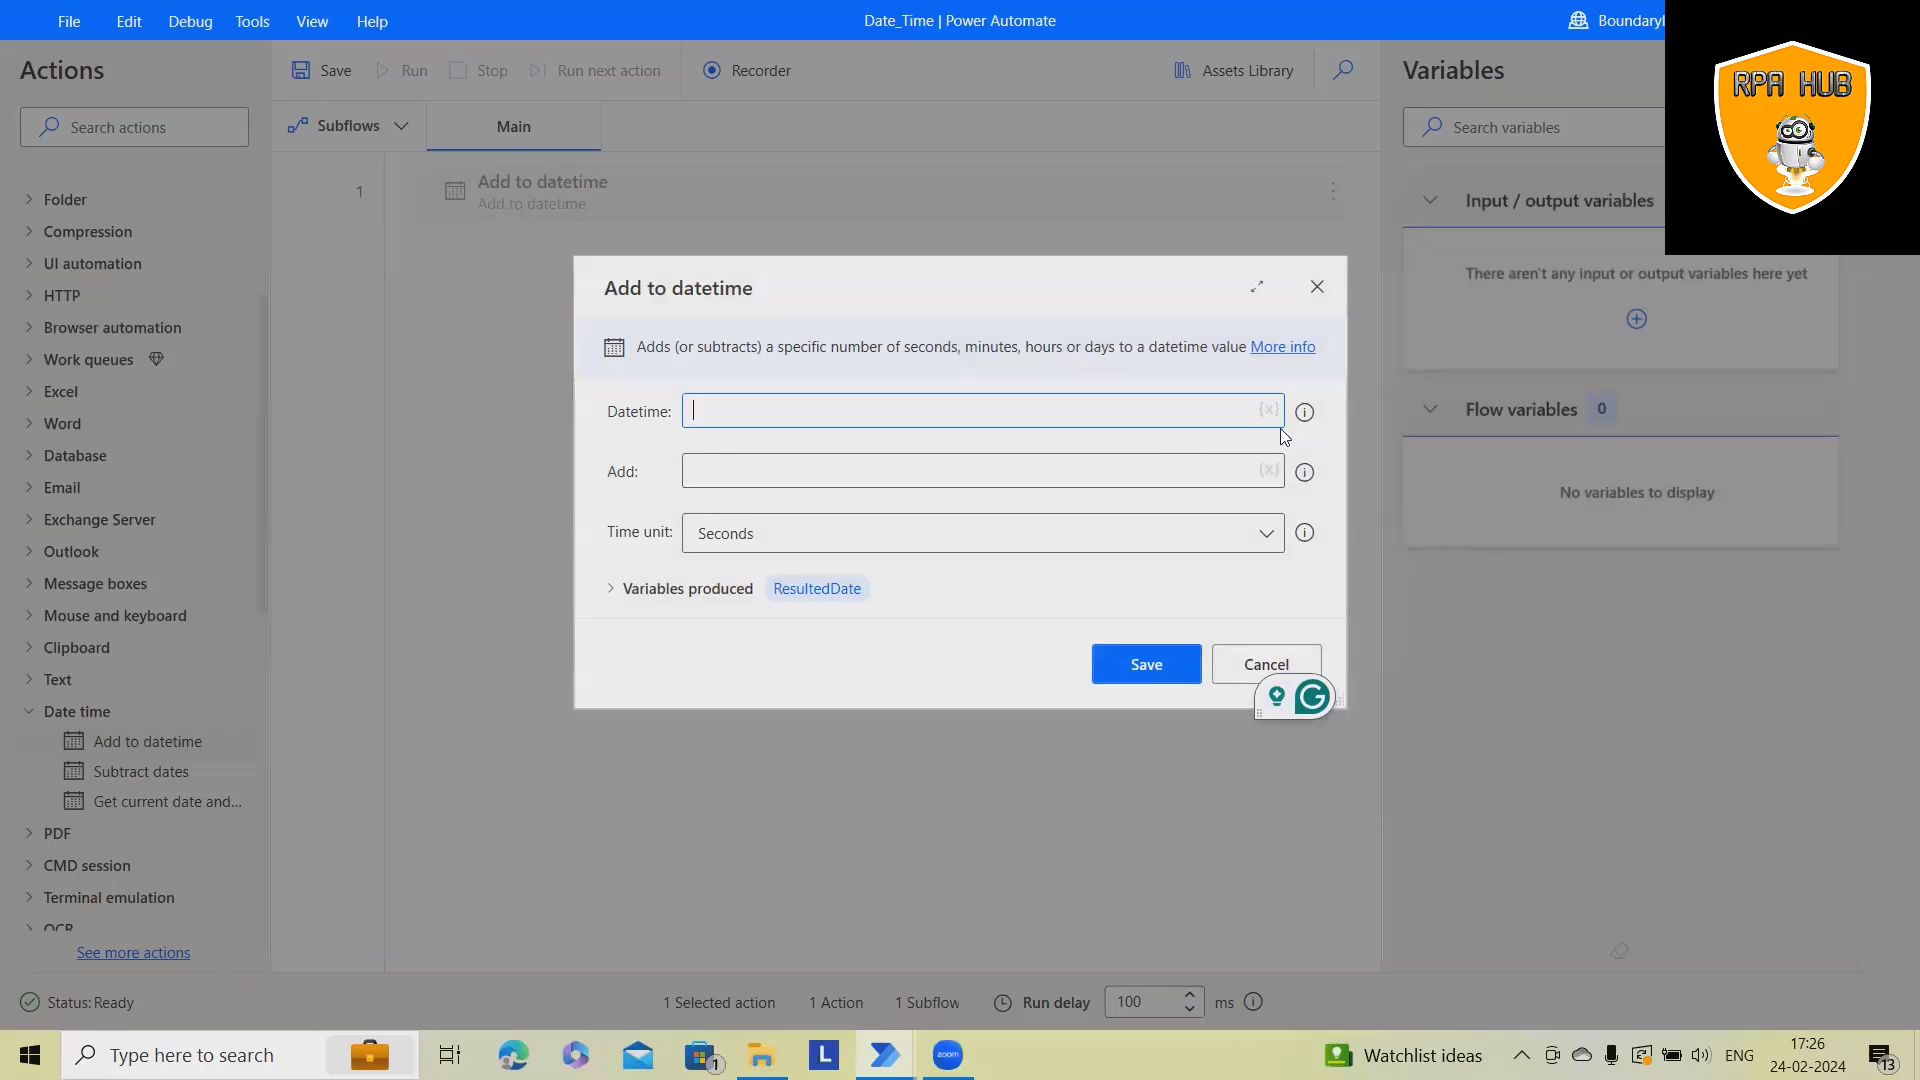 File Edit Debug Tools View Help
Date_Time | Power Automate
Actions
Search actions
Folder
Compression
UI automation
HTTP
Browser automation
Work queues
Excel
Word
Database
Email
Exchange Server
Outlook
Message boxes
Mouse and keyboard
Clipboard
Text
Date time
Add to datetime
Subtract dates
Get current date and...
PDF
CMD session
Terminal emulation
OCR
See more actions
Save Run Stop Run next action Recorder
Assets Library
Subflows
Main
1
Add to datetime
Add to datetime
Add to datetime
Adds (or subtracts) a specific number of seconds, minutes, hours or days to a datetime value More info
Datetime:
{x}
Add:
{x}
Time unit: Seconds
Variables produced ResultedDate
Save Cancel
Variables
Search variables
Input / output variables
There aren't any input or output variables here yet
Flow variables 0
No variables to display
RPA HUB
Status: Ready
1 Selected action 1 Action 1 Subflow
Run delay 100 ms
Type here to search
1
L
zoom
Watchlist ideas
ENG
17:26
24-02-2024
13